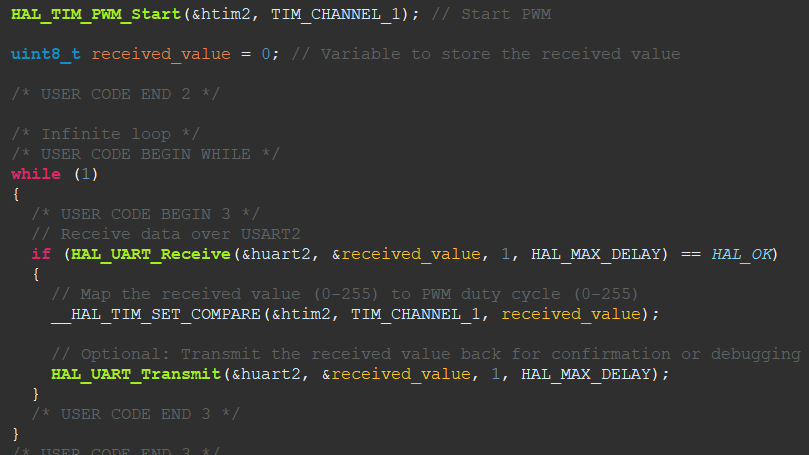 HAL_TIM_PWM_Start(&htim2, TIM_CHANNEL_1); // Start PWM
uint8_t received_value = 0; // Variable to store the received value
/* USER CODE END 2 */
/* Infinite loop */
/* USER CODE BEGIN WHILE */
while (1)
{
/* USER CODE BEGIN 3 */
// Receive data over USART2
if (HAL_UART_Receive(&huart2, &received_value, 1, HAL_MAX_DELAY) == HAL_OK)
{
// Map the received value (0-255) to PWM duty cycle (0-255)
__HAL_TIM_SET_COMPARE(&htim2, TIM_CHANNEL_1, received_value);
// Optional: Transmit the received value back for confirmation or debugging
HAL_UART_Transmit(&huart2, &received_value, 1, HAL_MAX_DELAY);
}
/* USER CODE END 3 */
}
/* USER CODE END 3 */